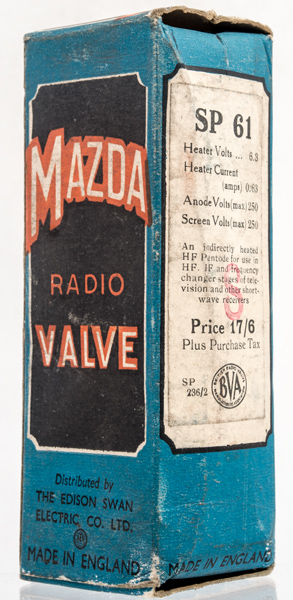 MAZDA
RADIO
VALVE
Distributed by
THE EDISON SWAN
ELECTRIC CO. LTD.
MADE IN ENGLAND
SP 61
Heater Volts ... 6.3
Heater Current
(amps) 0.63
Anode Volts (max) 250
Screen Volts (max) 250
An indirectly heated
HF Pentode for use in
HF. IF and frequency
changer stages of tele-
vision and other short-
wave receivers
Price 17/6
Plus Purchase Tax
SP
236/2
BVA
MADE IN ENGLAND